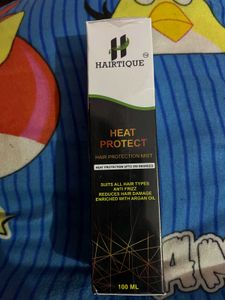 HAIRTIQUE
HEAT
PROTECT
HAIR PROTECTION MIST
SUITS ALL HAIR TYPES
ANTI FRIZZ
REDUCES HAIR DAMAGE
ENRICHED WITH ARGAN OIL
100 ML